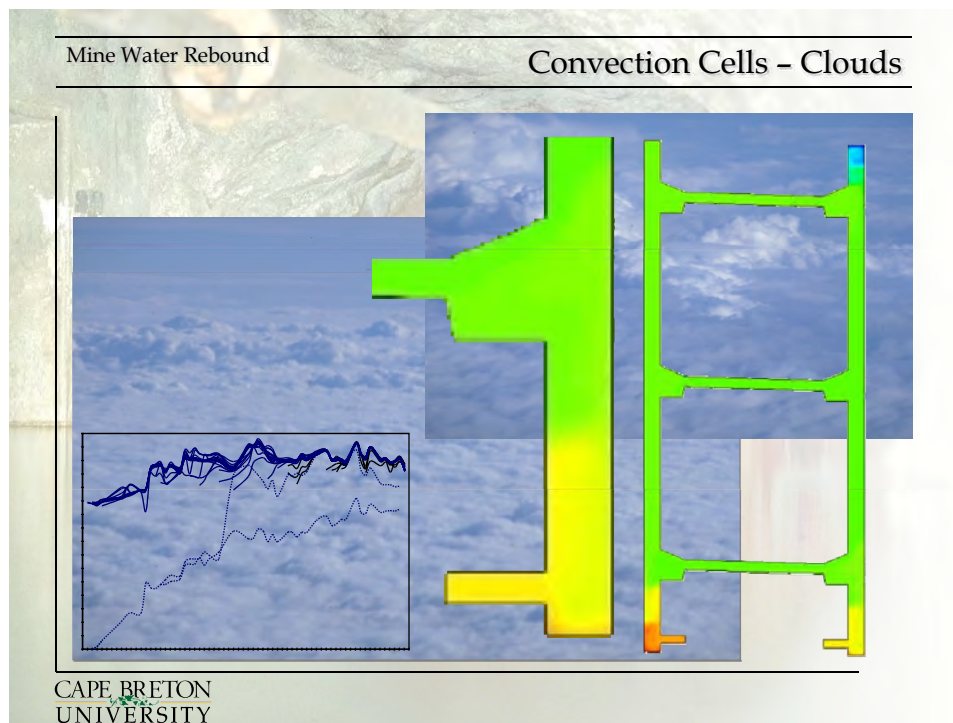 Mine Water Rebound
Convection Cells – Clouds
CAPE BRETON
UNIVERSITY